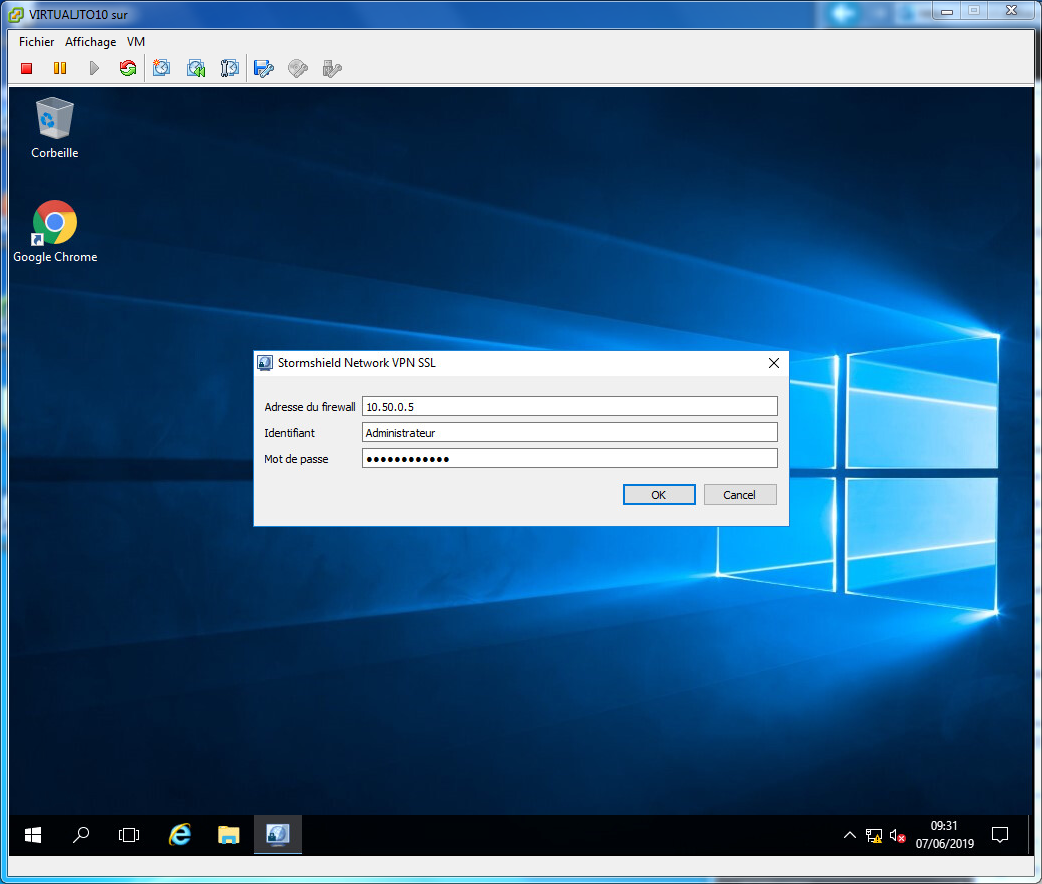 VIRTUALJTO10 sur
Fichier Affichage VM
Corbeille
Google Chrome
Stormshield Network VPN SSL
Adresse du firewall 10.50.0.5
Identifiant Administrateur
Mot de passe ●●●●●●●●●●●●
OK Cancel
09:31
07/06/2019